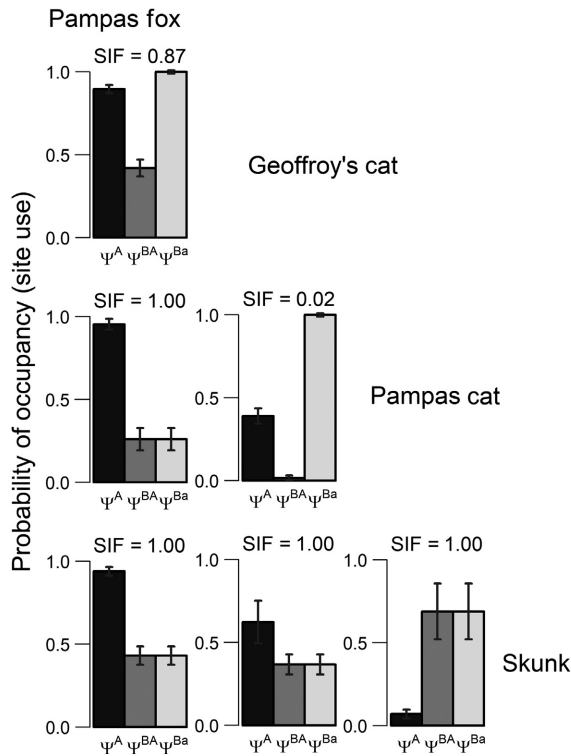 Pampas fox
SIF = 0.87
1.0
0.5
0.0
Ψ^A Ψ^BA Ψ^Ba
Geoffroy's cat
Probability of occupancy (site use)
SIF = 1.00
1.0
0.5
0.0
Ψ^A Ψ^BA Ψ^Ba
SIF = 0.02
1.0
0.5
0.0
Ψ^A Ψ^BA Ψ^Ba
Pampas cat
SIF = 1.00
1.0
0.5
0.0
Ψ^A Ψ^BA Ψ^Ba
SIF = 1.00
1.0
0.5
0.0
Ψ^A Ψ^BA Ψ^Ba
SIF = 1.00
1.0
0.5
0.0
Ψ^A Ψ^BA Ψ^Ba
Skunk